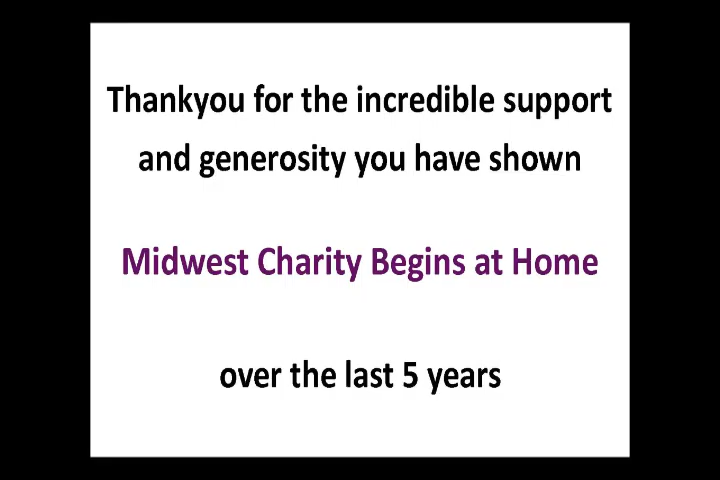 Thankyou for the incredible support
and generosity you have shown
Midwest Charity Begins at Home
over the last 5 years